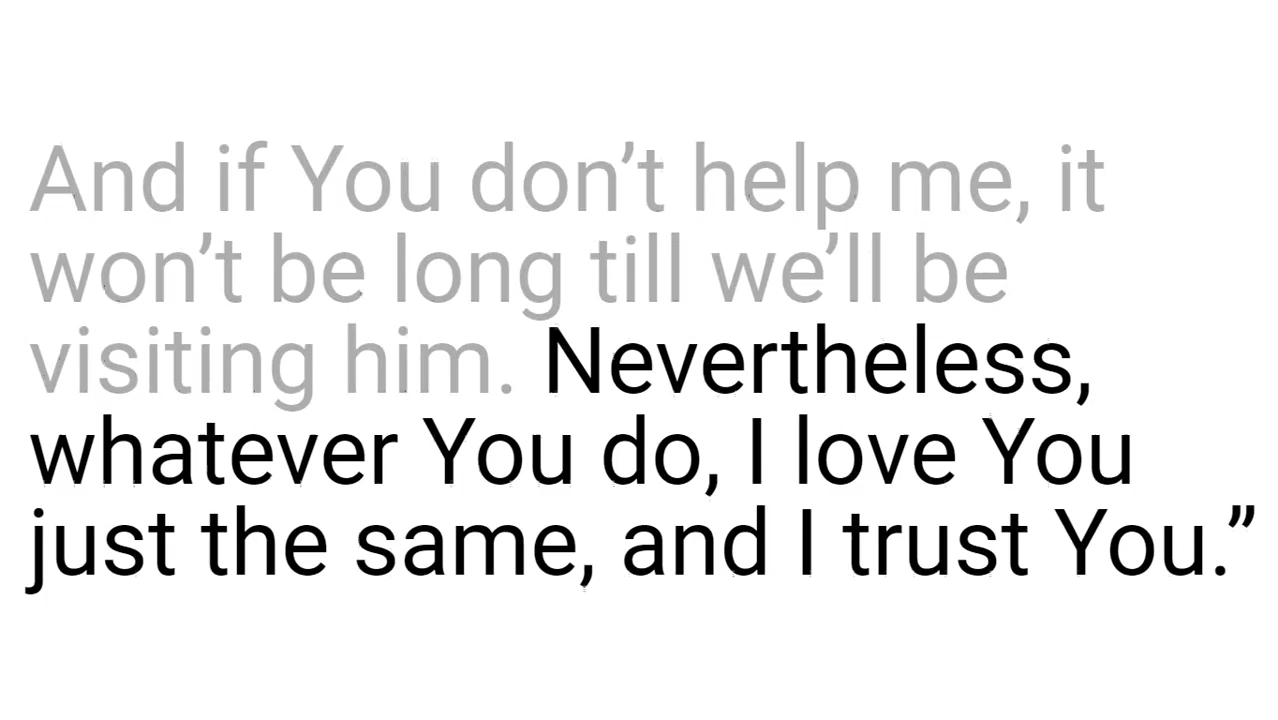 And if You don’t help me, it
won’t be long till we’ll be
visiting him. Nevertheless,
whatever You do, I love You
just the same, and I trust You.”